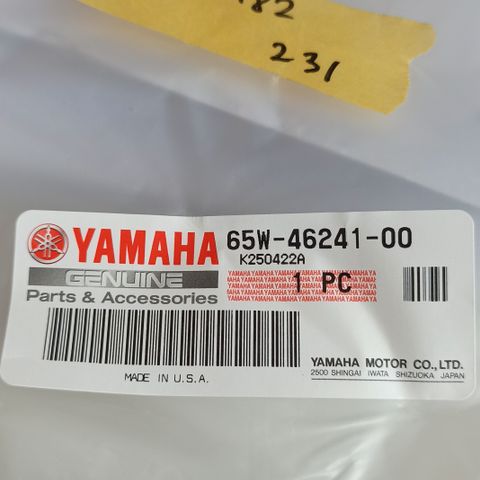 182
231
YAMAHA 65W-46241-00
K250422A
GENUINE
Parts & Accessories
1 PC
MADE IN U.S.A.
YAMAHA MOTOR CO.,LTD.
2500 SHINGAI IWATA SHIZUOKA JAPAN